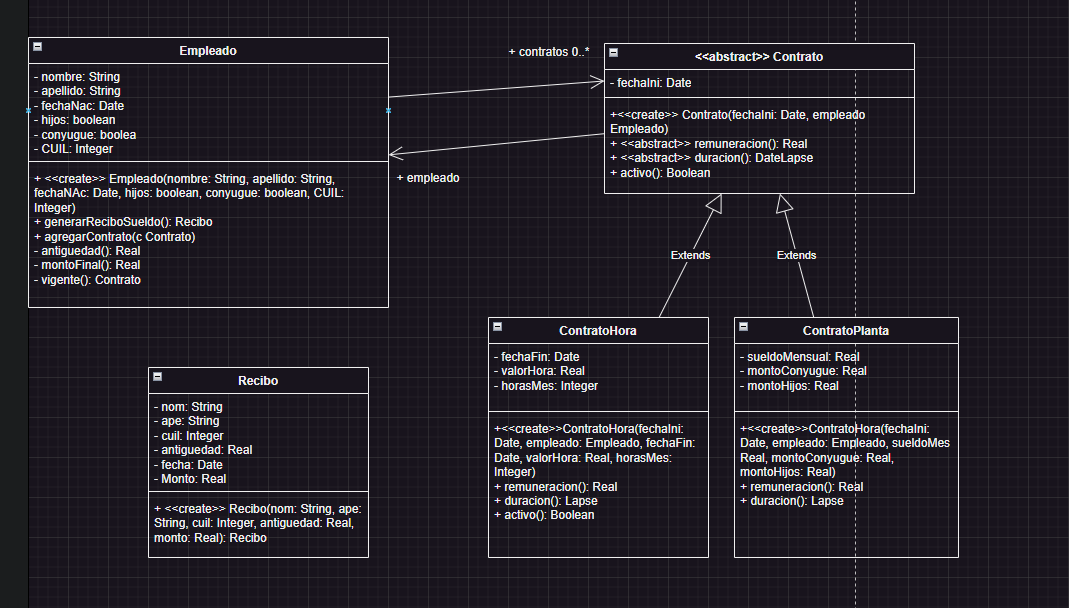 Empleado
- nombre: String
- apellido: String
- fechaNac: Date
- hijos: boolean
- conyugue: boolea
- CUIL: Integer
+ <<create>> Empleado(nombre: String, apellido: String,
fechaNAc: Date, hijos: boolean, conyugue: boolean, CUIL:
Integer)
+ generarReciboSueldo(): Recibo
+ agregarContrato(c Contrato)
- antiguedad(): Real
- montoFinal(): Real
- vigente(): Contrato
+ contratos 0..*
+ empleado
<<abstract>> Contrato
- fechaIni: Date
+<<create>> Contrato(fechaIni: Date, empleado
Empleado)
+ <<abstract>> remuneracion(): Real
+ <<abstract>> duracion(): DateLapse
+ activo(): Boolean
Extends
Extends
Recibo
- nom: String
- ape: String
- cuil: Integer
- antiguedad: Real
- fecha: Date
- Monto: Real
+ <<create>> Recibo(nom: String, ape:
String, cuil: Integer, antiguedad: Real,
monto: Real): Recibo
ContratoHora
- fechaFin: Date
- valorHora: Real
- horasMes: Integer
+<<create>>ContratoHora(fechaIni:
Date, empleado: Empleado, fechaFin:
Date, valorHora: Real, horasMes:
Integer)
+ remuneracion(): Real
+ duracion(): Lapse
+ activo(): Boolean
ContratoPlanta
- sueldoMensual: Real
- montoConyugue: Real
- montoHijos: Real
+<<create>>ContratoHora(fechaIni:
Date, empleado: Empleado, sueldoMes
Real, montoConyugue: Real,
montoHijos: Real)
+ remuneracion(): Real
+ duracion(): Lapse